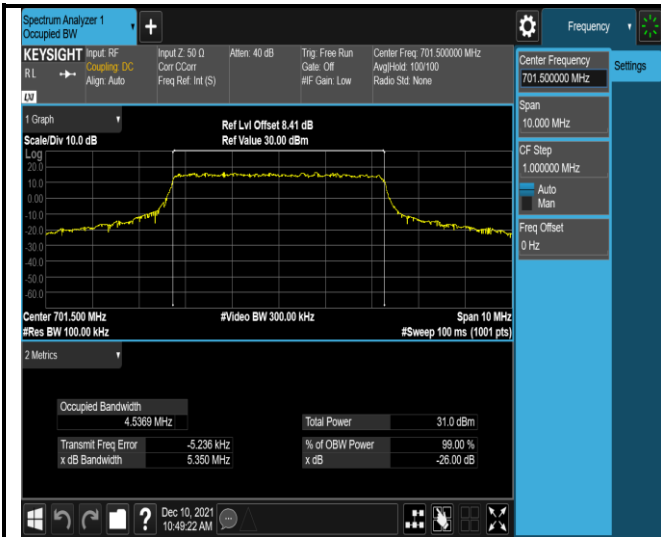 Spectrum Analyzer 1
Occupied BW
Frequency
KEYSIGHT
R L
LXI
Input: RF
Coupling: DC
Align: Auto
Input Z: 50 Ω
Corr CCorr
Freq Ref: Int (S)
Atten: 40 dB
Trig: Free Run
Gate: Off
#IF Gain: Low
Center Freq: 701.500000 MHz
Avg|Hold: 100/100
Radio Std: None
Center Frequency
701.500000 MHz
Settings
Span
10.000 MHz
CF Step
1.000000 MHz
Auto
Man
Freq Offset
0 Hz
1 Graph
Scale/Div 10.0 dB
Ref Lvl Offset 8.41 dB
Ref Value 30.00 dBm
Log
20.0
10.0
0.00
-10.0
-20.0
-30.0
-40.0
-50.0
-60.0
Center 701.500 MHz
#Video BW 300.00 kHz
Span 10 MHz
#Res BW 100.00 kHz
#Sweep 100 ms (1001 pts)
2 Metrics
Occupied Bandwidth
4.5369 MHz
Total Power 31.0 dBm
Transmit Freq Error -5.236 kHz
% of OBW Power 99.00 %
x dB Bandwidth 5.350 MHz
x dB -26.00 dB
?
Dec 10, 2021
10:49:22 AM